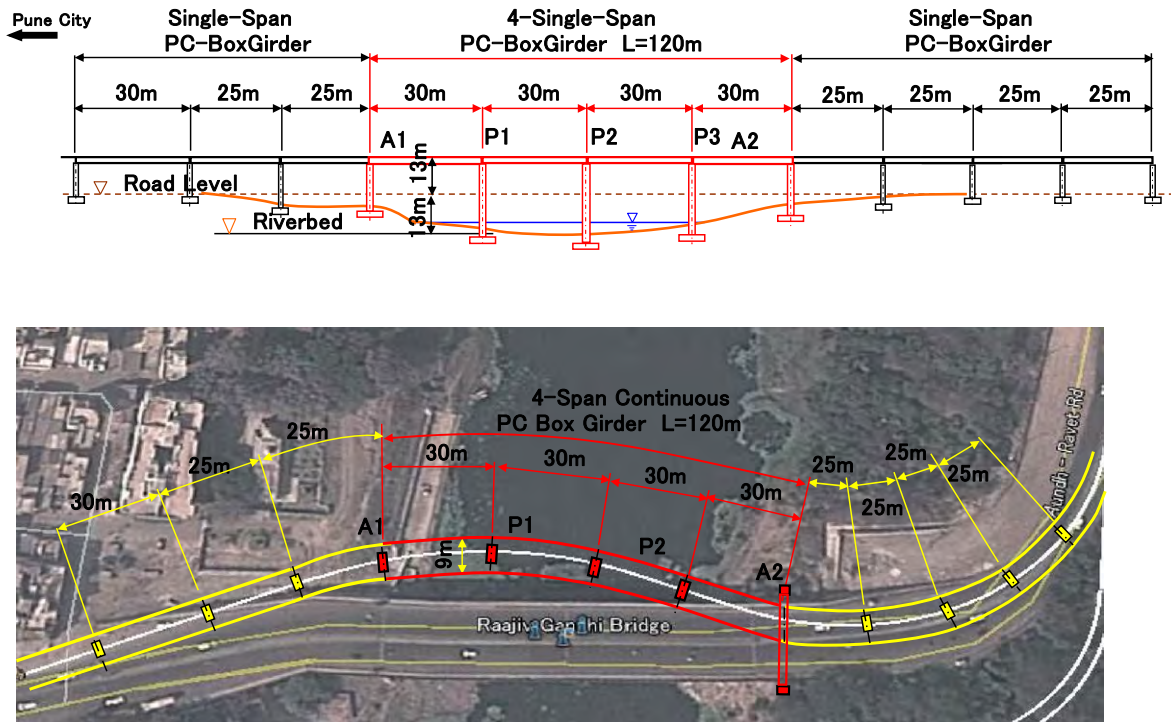 Pune City
Single-Span
PC-BoxGirder
4-Single-Span
PC-BoxGirder L=120m
Single-Span
PC-BoxGirder
30m 25m 25m 30m 30m 30m 30m 25m 25m 25m 25m
A1 P1 P2 P3 A2
13m
Road Level
13m
Riverbed
4-Span Continuous
PC Box Girder L=120m
25m
30m
25m
30m
30m
30m
30m
25m
25m
25m
25m
Aundh - Ravet Rd
A1
P1
9m
P2
A2
Raajiv Gandhi Bridge